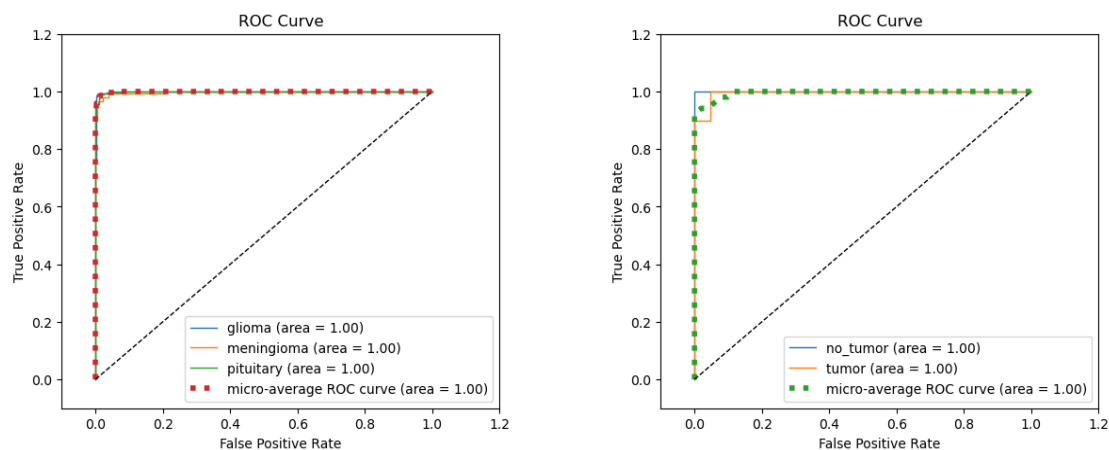 ROC Curve
1.2
1.0
0.8
0.6
0.4
0.2
0.0
True Positive Rate
glioma (area = 1.00)
meningioma (area = 1.00)
pituitary (area = 1.00)
micro-average ROC curve (area = 1.00)
0.0 0.2 0.4 0.6 0.8 1.0 1.2
False Positive Rate
ROC Curve
1.2
1.0
0.8
0.6
0.4
0.2
0.0
True Positive Rate
no_tumor (area = 1.00)
tumor (area = 1.00)
micro-average ROC curve (area = 1.00)
0.0 0.2 0.4 0.6 0.8 1.0 1.2
False Positive Rate